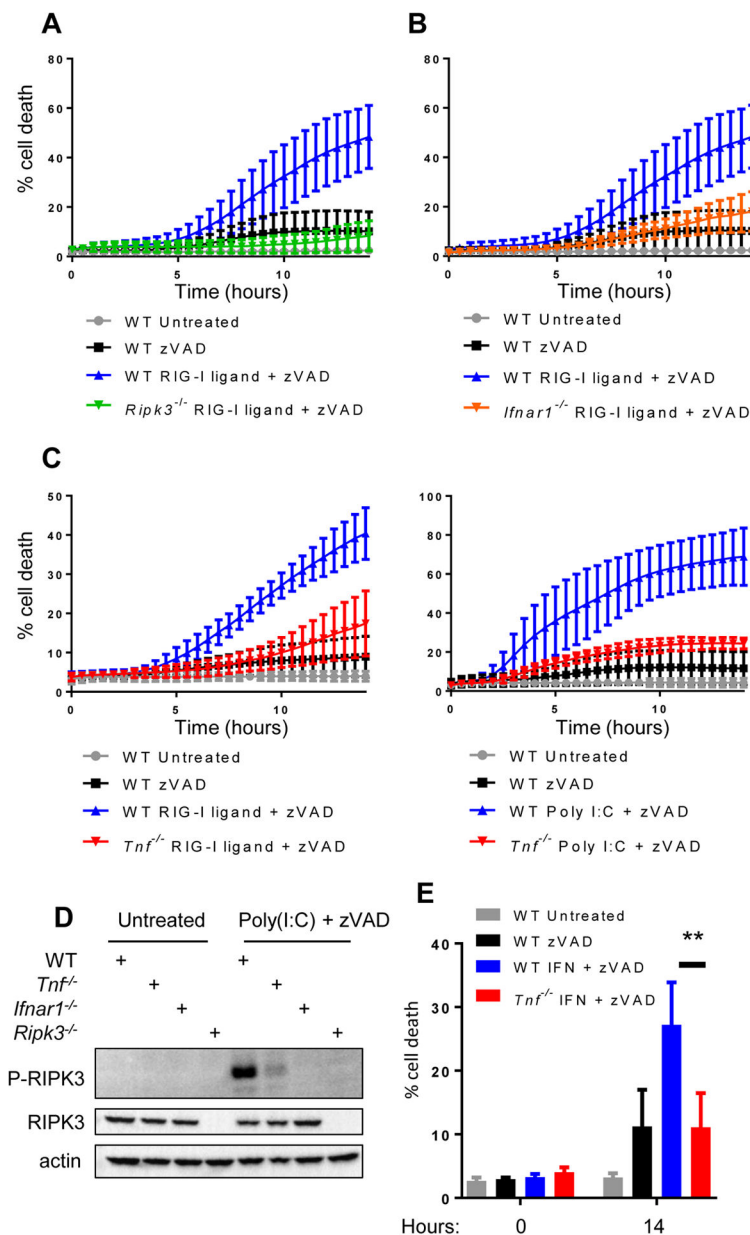 A
B
80
60
40
20
0
% cell death
0
5
10
Time (hours)
WT Untreated
WT zVAD
WT RIG-I ligand + zVAD
Ripk3-/- RIG-I ligand + zVAD
80
60
40
20
0
0
5
10
Time (hours)
WT Untreated
WT zVAD
WT RIG-I ligand + zVAD
Ifnar1-/- RIG-I ligand + zVAD
C
50
40
30
20
10
0
% cell death
0
5
10
Time (hours)
WT Untreated
WT zVAD
WT RIG-I ligand + zVAD
Tnf-/- RIG-I ligand + zVAD
100
80
60
40
20
0
0
5
10
Time (hours)
WT Untreated
WT zVAD
WT Poly I:C + zVAD
Tnf-/- Poly I:C + zVAD
D
Untreated Poly(I:C) + zVAD
WT + +
Tnf-/- + +
Ifnar1-/- + +
Ripk3-/- + +
P-RIPK3
RIPK3
actin
E
WT Untreated
WT zVAD
WT IFN + zVAD
Tnf-/- IFN + zVAD
**
40
30
20
10
0
% cell death
Hours: 0 14